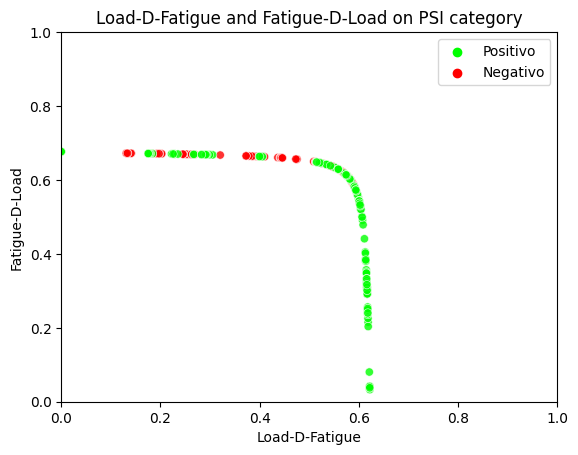 Load-D-Fatigue and Fatigue-D-Load on PSI category
Positivo
Negativo
1.0
0.8
0.6
0.4
0.2
0.0
Fatigue-D-Load
0.0 0.2 0.4 0.6 0.8 1.0
Load-D-Fatigue